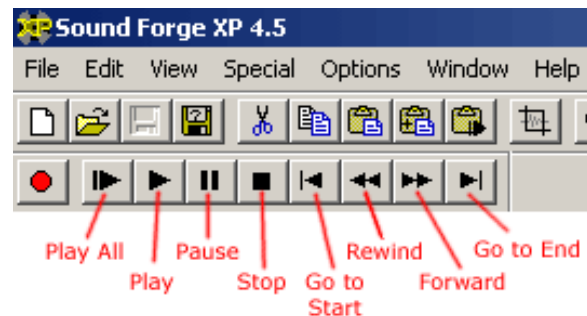 XP Sound Forge XP 4.5
File Edit View Special Options Window Help
Play All Pause Rewind Go to End
Play Stop Go to Forward
Start